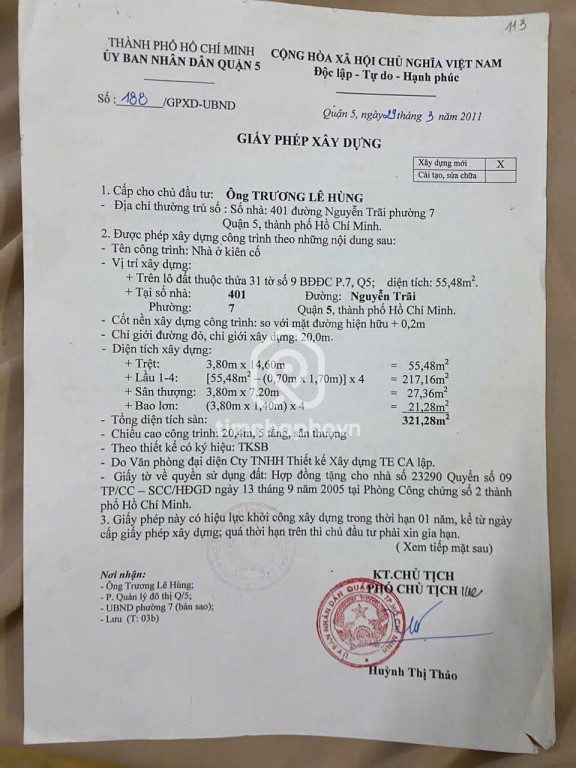 113
THÀNH PHỐ HỒ CHÍ MINH
ỦY BAN NHÂN DÂN QUẬN 5
CỘNG HÒA XÃ HỘI CHỦ NGHĨA VIỆT NAM
Độc lập - Tự do - Hạnh phúc
Số : 188 /GPXD-UBND
Quận 5, ngày 29 tháng 3 năm 2011
GIẤY PHÉP XÂY DỰNG
Xây dựng mới X
Cải tạo, sửa chữa
1. Cấp cho chủ đầu tư: Ông TRƯƠNG LÊ HÙNG
- Địa chỉ thường trú số : Số nhà: 401 đường Nguyễn Trãi phường 7
Quận 5, thành phố Hồ Chí Minh.
2. Được phép xây dựng công trình theo những nội dung sau:
- Tên công trình: Nhà ở kiên cố
- Vị trí xây dựng:
+ Trên lô đất thuộc thửa 31 tờ số 9 BĐĐC P.7, Q5; diện tích: 55,48m2.
+ Tại số nhà: 401 Đường: Nguyễn Trãi
Phường: 7 Quận 5, thành phố Hồ Chí Minh.
- Cốt nền xây dựng công trình: so với mặt đường hiện hữu + 0,2m
- Chỉ giới đường đỏ, chỉ giới xây dựng: 20,0m.
- Diện tích xây dựng:
+ Trệt: 3,80m x 14,60m = 55,48m2
+ Lầu 1-4: [55,48m2 – (0,70m x 1,70m)] x 4 = 217,16m2
+ Sân thượng: 3,80m x 7,20m = 27,36m2
+ Bao lơn: (3,80m x 1,40m) x 4 = 21,28m2
- Tổng diện tích sàn: 321,28m2
- Chiều cao công trình: 20,4m, 5 tầng, sân thượng
- Theo thiết kế có ký hiệu: TKSB
- Do Văn phòng đại diện Cty TNHH Thiết kế Xây dựng TE CA lập.
- Giấy tờ về quyền sử dụng đất: Hợp đồng tặng cho nhà số 23290 Quyển số 09
TP/CC – SCC/HĐGD ngày 13 tháng 9 năm 2005 tại Phòng Công chứng số 2 thành
phố Hồ Chí Minh.
3. Giấy phép này có hiệu lực khởi công xây dựng trong thời hạn 01 năm, kể từ ngày
cấp giấy phép xây dựng; quá thời hạn trên thì chủ đầu tư phải xin gia hạn.
( Xem tiếp mặt sau)
Nơi nhận:
- Ông Trương Lê Hùng;
- P. Quản lý đô thị Q/5;
- UBND phường 7 (bản sao);
- Lưu (T: 03b)
KT.CHỦ TỊCH
PHÓ CHỦ TỊCH
ỦY BAN NHÂN DÂN QUẬN 5 TP HỒ CHÍ MINH
Huỳnh Thị Thảo
timnhapho.vn